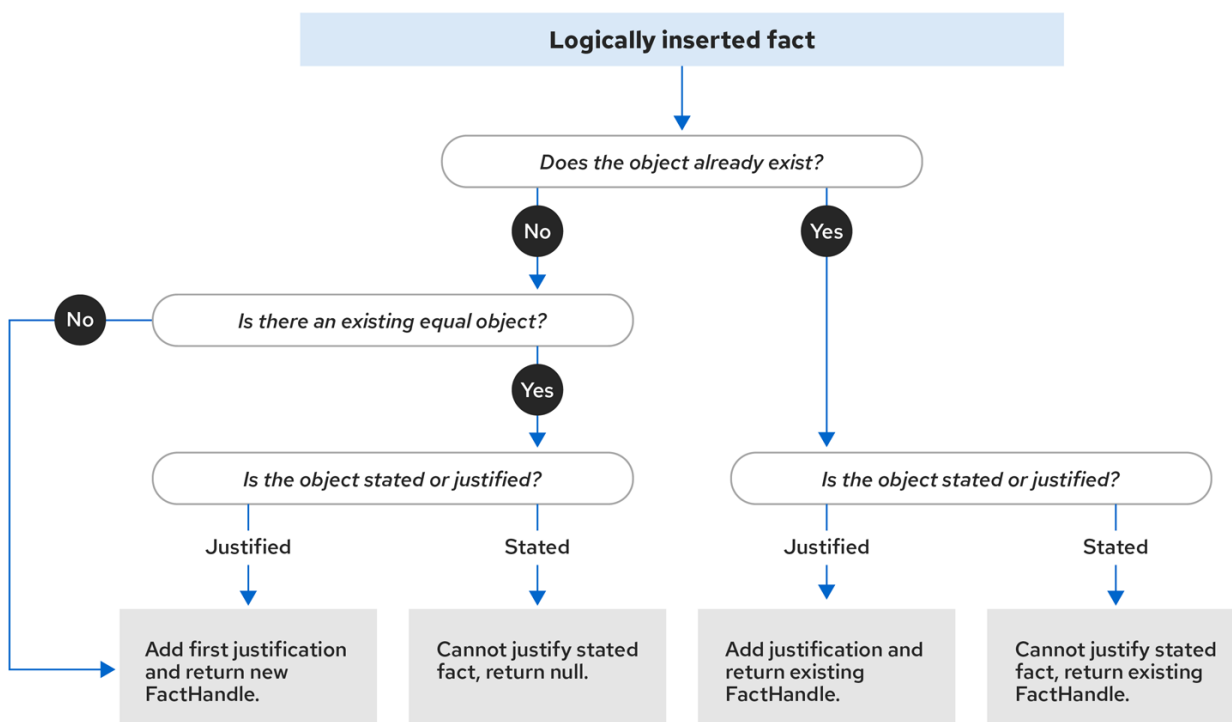 Logically inserted fact
Does the object already exist?
No
Yes
No
Is there an existing equal object?
Yes
Is the object stated or justified?
Is the object stated or justified?
Justified
Stated
Justified
Stated
Add first justification
and return new
FactHandle.
Cannot justify stated
fact, return null.
Add justification and
return existing
FactHandle.
Cannot justify stated
fact, return existing
FactHandle.